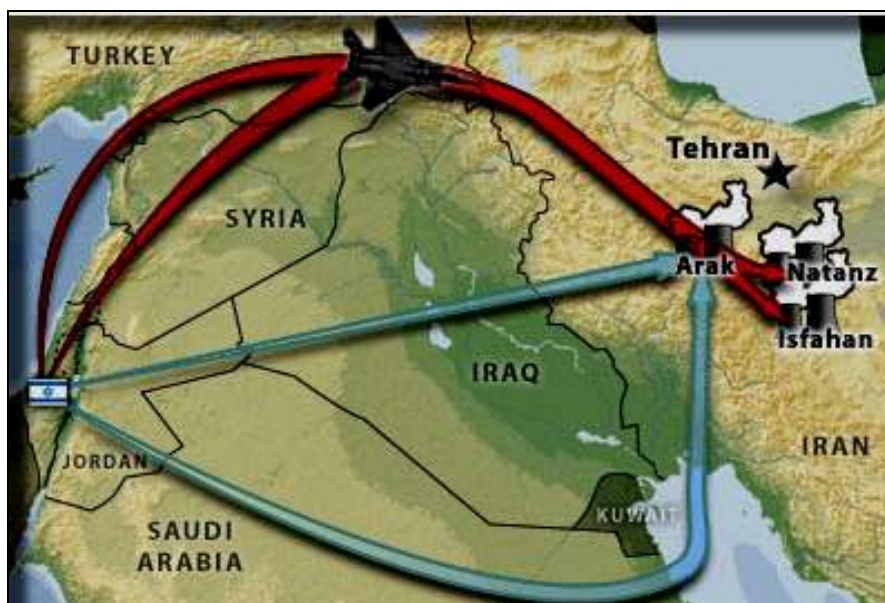 TURKEY
Tehran
SYRIA
Arak
Natanz
Isfahan
IRAQ
IRAN
JORDAN
KUWAIT
SAUDI
ARABIA